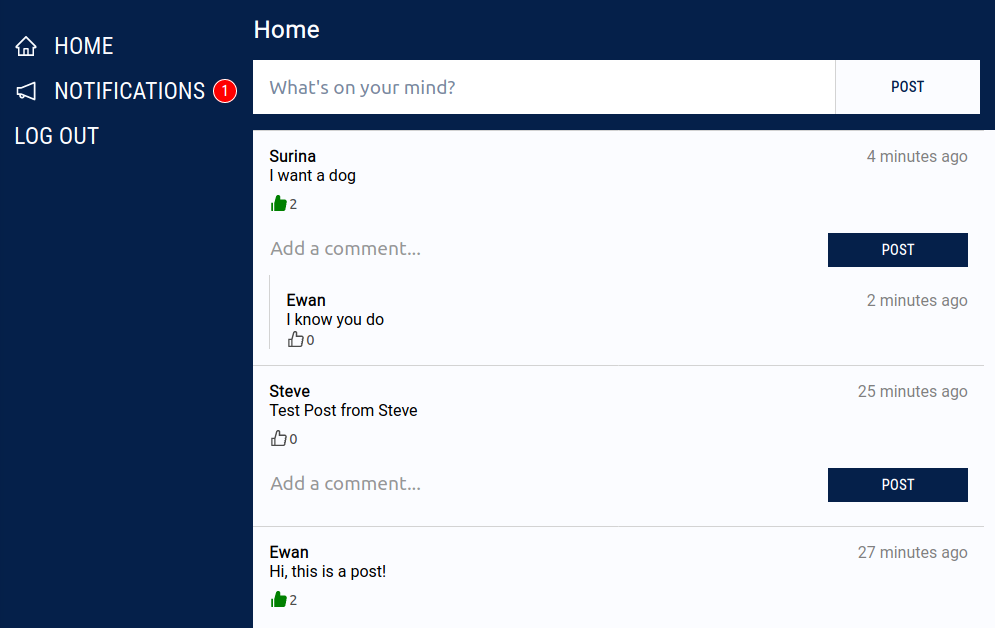 HOME
NOTIFICATIONS 1
LOG OUT
Home
What's on your mind?
POST
Surina
4 minutes ago
I want a dog
2
Add a comment...
POST
Ewan
2 minutes ago
I know you do
0
Steve
25 minutes ago
Test Post from Steve
0
Add a comment...
POST
Ewan
27 minutes ago
Hi, this is a post!
2